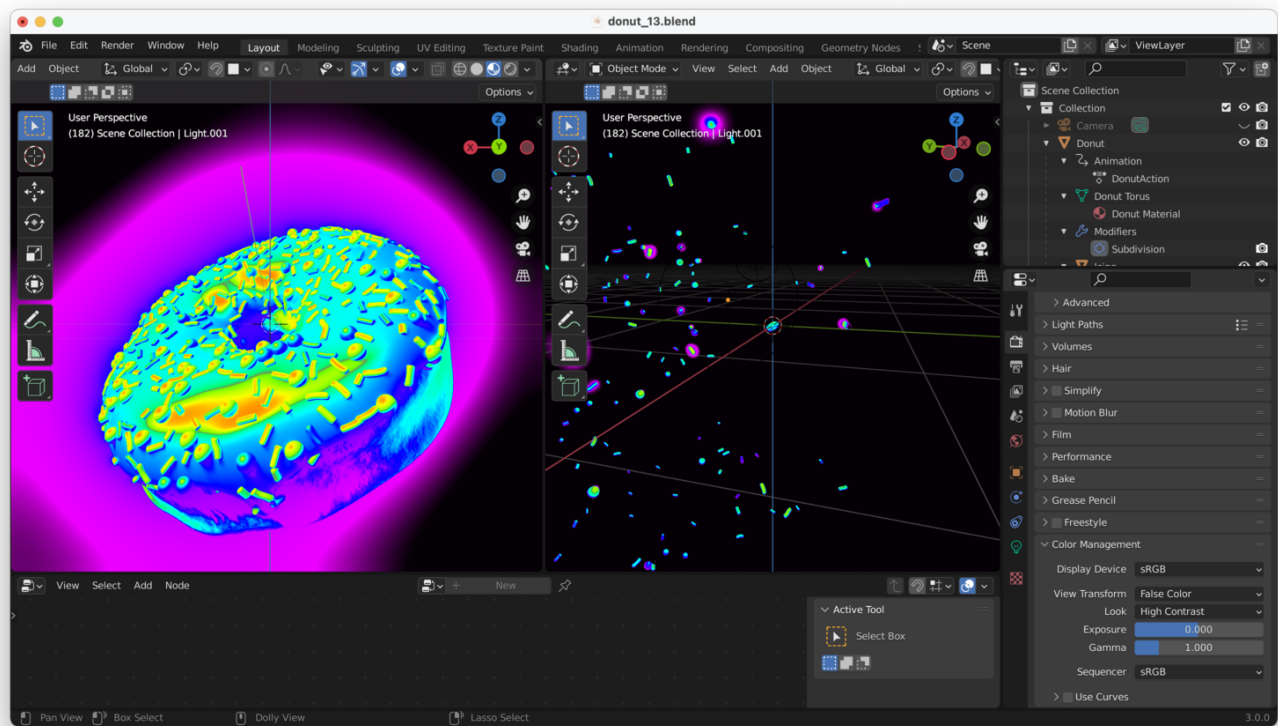 donut_13.blend
File Edit Render Window Help Layout Modeling Sculpting UV Editing Texture Paint Shading Animation Rendering Compositing Geometry Nodes Scene ViewLayer
Add Object Global Object Mode View Select Add Object Global
Options Options
User Perspective
(182) Scene Collection | Light.001
Z
X Y
User Perspective
(182) Scene Collection | Light.001
Z
Y X
Scene Collection
Collection
Camera
Donut
Animation
DonutAction
Donut Torus
Donut Material
Modifiers
Subdivision
Icing
Advanced
Light Paths
Volumes
Hair
Simplify
Motion Blur
Film
Performance
Bake
Grease Pencil
Freestyle
Color Management
Display Device sRGB
View Transform False Color
Look High Contrast
Exposure 0.000
Gamma 1.000
Sequencer sRGB
Use Curves
View Select Add Node New
Active Tool
Select Box
Pan View Box Select Dolly View Lasso Select 3.0.0